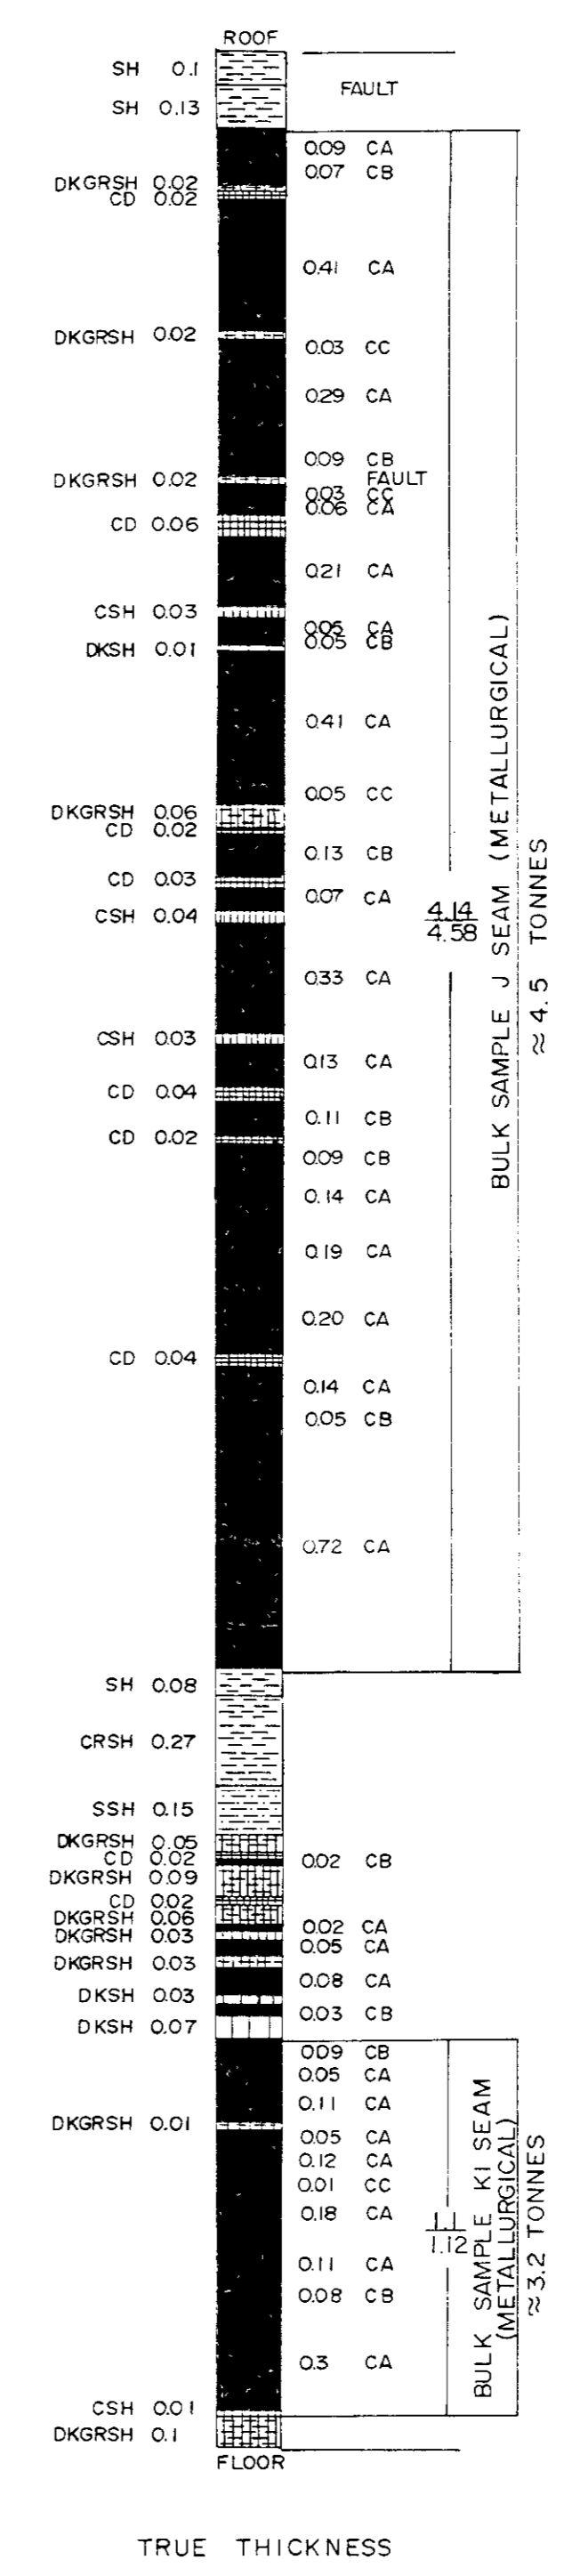 ROOF
SH 0.1
FAULT
SH 0.13
0.09 CA
0.07 CB
DKGRSH 0.02
CD 0.02
0.41 CA
DKGRSH 0.02
0.03 CC
0.29 CA
0.09 CB
FAULT
DKGRSH 0.02
0.03 CC
0.06 CA
CD 0.06
0.21 CA
CSH 0.03
0.05 CA
0.05 CB
DKSH 0.01
0.41 CA
0.05 CC
DKGRSH 0.06
CD 0.02
0.13 CB
CD 0.03
0.07 CA
CSH 0.04
4.14
4.58
BULK SAMPLE J SEAM (METALLURGICAL)
≈ 4.5 TONNES
0.33 CA
CSH 0.03
0.13 CA
CD 0.04
0.11 CB
CD 0.02
0.09 CB
0.14 CA
0.19 CA
0.20 CA
CD 0.04
0.14 CA
0.05 CB
0.72 CA
SH 0.08
CRSH 0.27
SSH 0.15
DKGRSH 0.05
CD 0.02
0.02 CB
DKGRSH 0.09
CD 0.02
DKGRSH 0.06
0.02 CA
DKGRSH 0.03
0.05 CA
DKGRSH 0.03
0.08 CA
DKSH 0.03
0.03 CB
DKSH 0.07
0.09 CB
0.05 CA
0.11 CA
DKGRSH 0.01
0.05 CA
0.12 CA
0.01 CC
0.18 CA
1.1
1.12
BULK SAMPLE K1 SEAM
(METALLURGICAL)
≈3.2 TONNES
0.11 CA
0.08 CB
0.3 CA
CSH 0.01
DKGRSH 0.1
FLOOR
TRUE THICKNESS